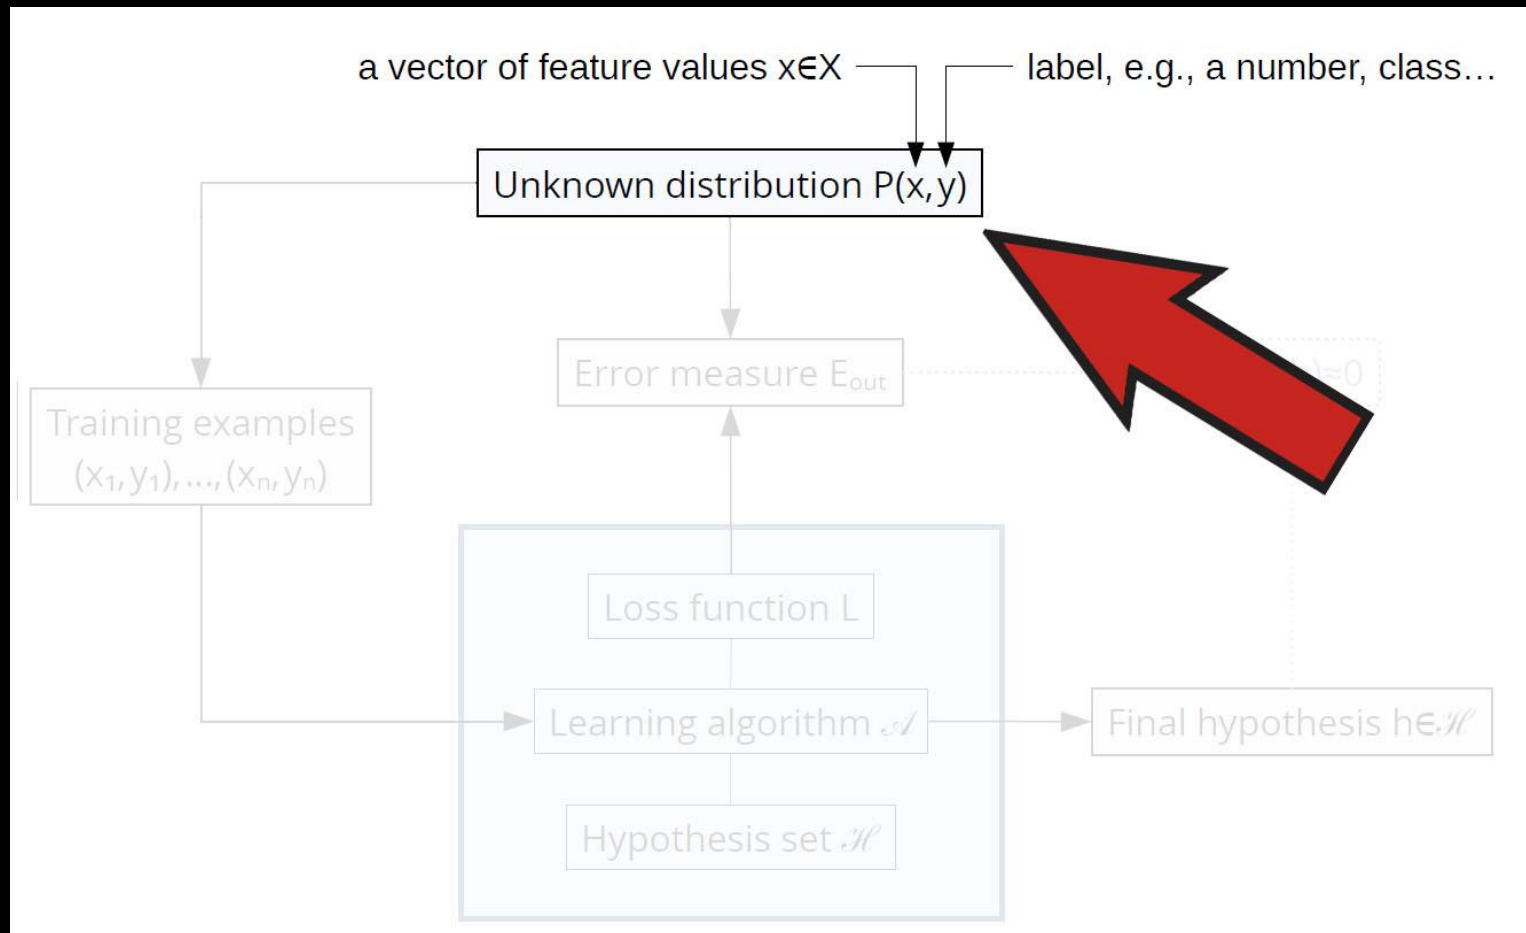 a vector of feature values x∈X
label, e.g., a number, class…
Unknown distribution P(x,y)
Error measure Eout
)≈0
Training examples
(x₁,y₁),...,(xₙ,yₙ)
Loss function L
Learning algorithm 𝒜
Final hypothesis h∈ℋ
Hypothesis set ℋ